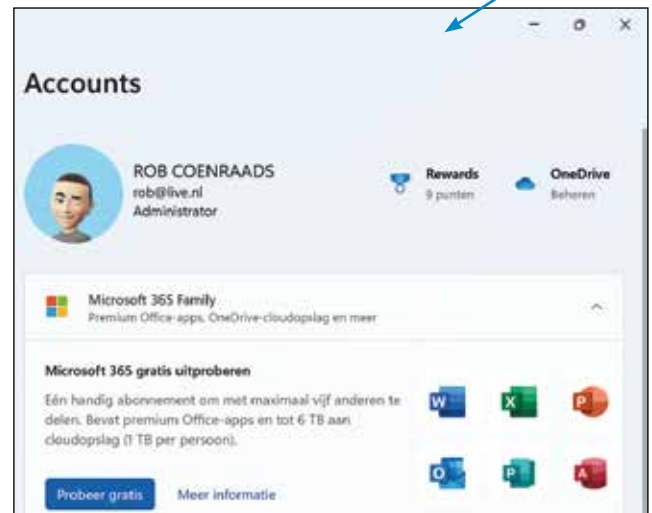 Accounts
ROB COENRAADS
rob@live.nl
Administrator
Rewards
9 punten
OneDrive
Beheren
Microsoft 365 Family
Premium Office-apps, OneDrive-cloudopslag en meer
Microsoft 365 gratis uitproberen
Eén handig abonnement om met maximaal vijf anderen te
delen. Bevat premium Office-apps en tot 6 TB aan
cloudopslag (1 TB per persoon).
W
X
P
O
P
A
Probeer gratis
Meer informatie